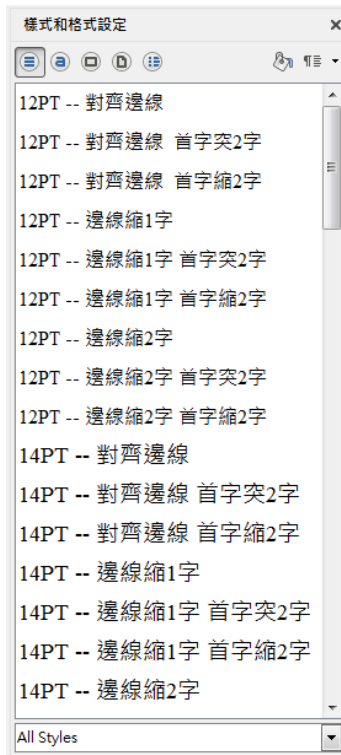 樣式和格式設定
12PT -- 對齊邊線
12PT -- 對齊邊線 首字突2字
12PT -- 對齊邊線 首字縮2字
12PT -- 邊線縮1字
12PT -- 邊線縮1字 首字突2字
12PT -- 邊線縮1字 首字縮2字
12PT -- 邊線縮2字
12PT -- 邊線縮2字 首字突2字
12PT -- 邊線縮2字 首字縮2字
14PT -- 對齊邊線
14PT -- 對齊邊線 首字突2字
14PT -- 對齊邊線 首字縮2字
14PT -- 邊線縮1字
14PT -- 邊線縮1字 首字突2字
14PT -- 邊線縮1字 首字縮2字
14PT -- 邊線縮2字
All Styles